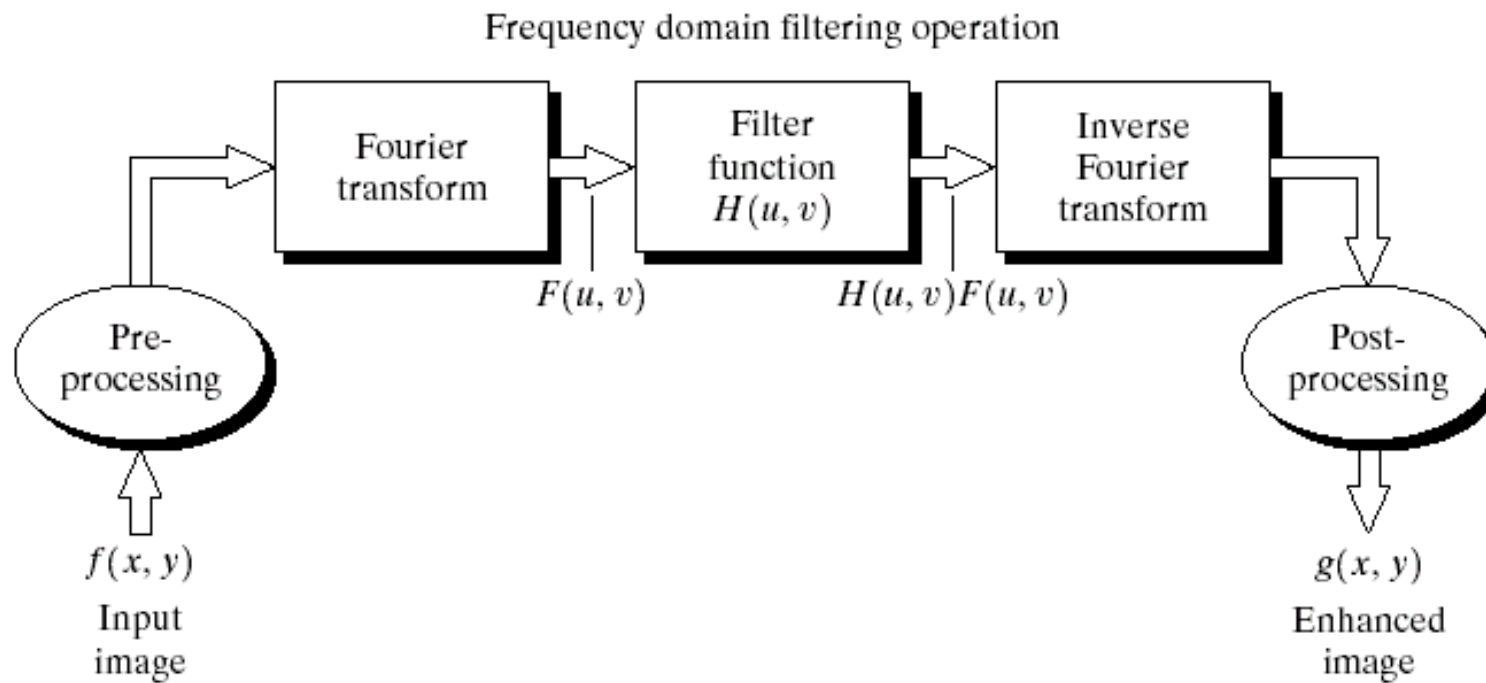 Frequency domain filtering operation
Fourier
transform
Filter
function
H(u, v)
Inverse
Fourier
transform
F(u, v)
H(u, v)F(u, v)
Pre-
processing
Post-
processing
f(x, y)
Input
image
g(x, y)
Enhanced
image